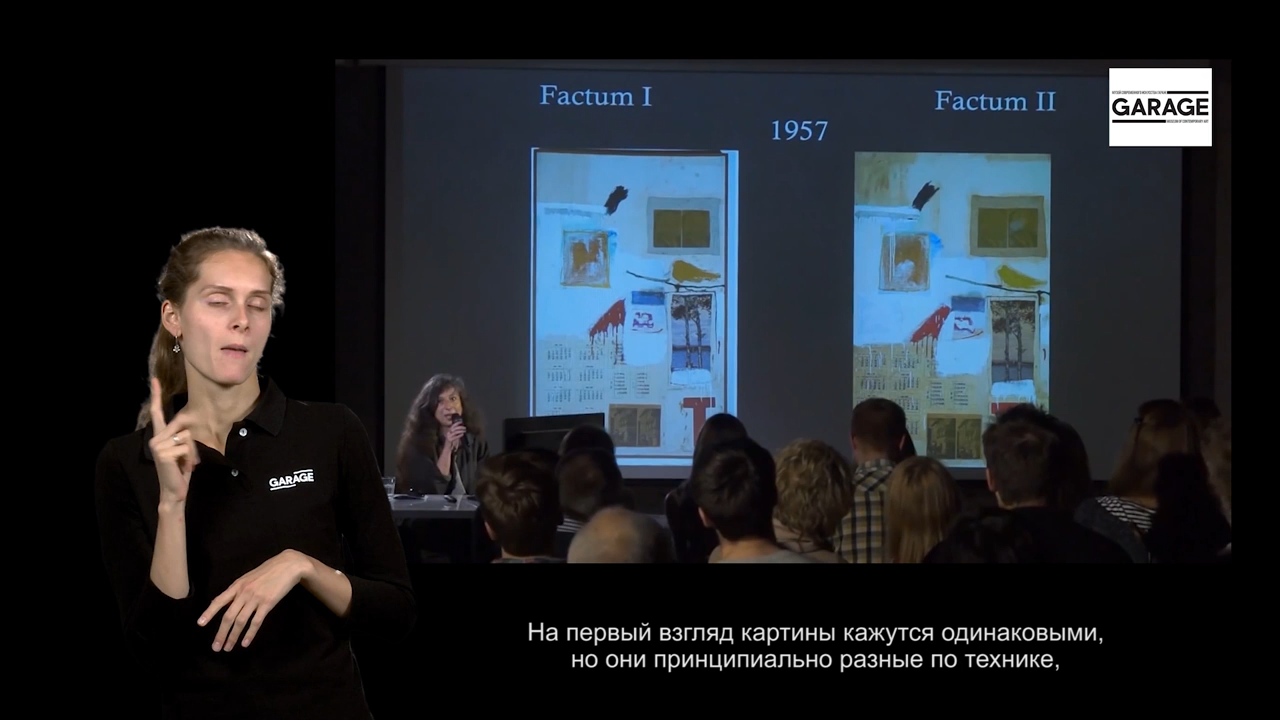 Factum I
Factum II
1957
GARAGE
GARAGE
На первый взгляд картины кажутся одинаковыми,
но они принципиально разные по технике,